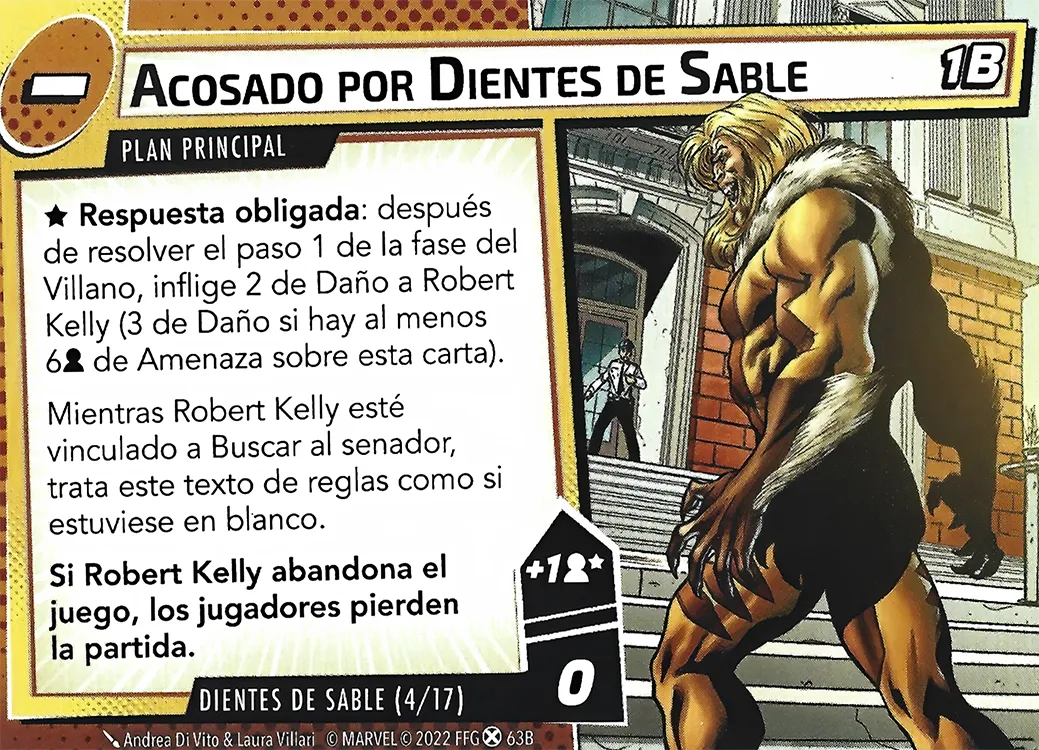 –
ACOSADO POR DIENTES DE SABLE
1B
PLAN PRINCIPAL
★ Respuesta obligada: después
de resolver el paso 1 de la fase del
Villano, inflige 2 de Daño a Robert
Kelly (3 de Daño si hay al menos
6 de Amenaza sobre esta carta).
Mientras Robert Kelly esté
vinculado a Buscar al senador,
trata este texto de reglas como si
estuviese en blanco.
Si Robert Kelly abandona el
juego, los jugadores pierden
la partida.
+1★
0
DIENTES DE SABLE (4/17)
Andrea Di Vito & Laura Villari © MARVEL © 2022 FFG 63B